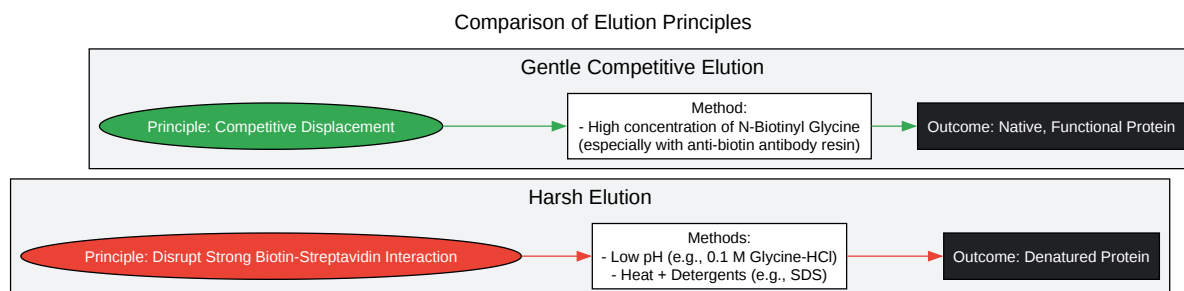 Comparison of Elution Principles
Gentle Competitive Elution
Principle: Competitive Displacement
Method:
- High concentration of N-Biotinyl Glycine
(especially with anti-biotin antibody resin)
Outcome: Native, Functional Protein
Harsh Elution
Principle: Disrupt Strong Biotin-Streptavidin Interaction
Methods:
- Low pH (e.g., 0.1 M Glycine-HCl)
- Heat + Detergents (e.g., SDS)
Outcome: Denatured Protein